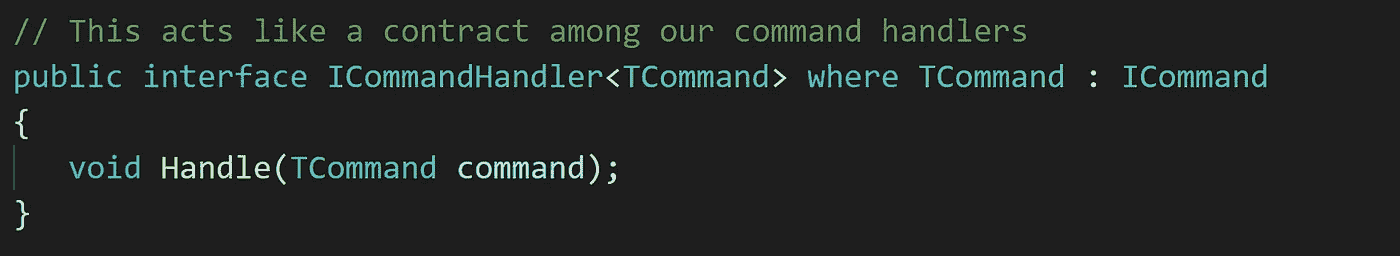 // This acts like a contract among our command handlers
public interface ICommandHandler<TCommand> where TCommand : ICommand
{
   void Handle(TCommand command);
}